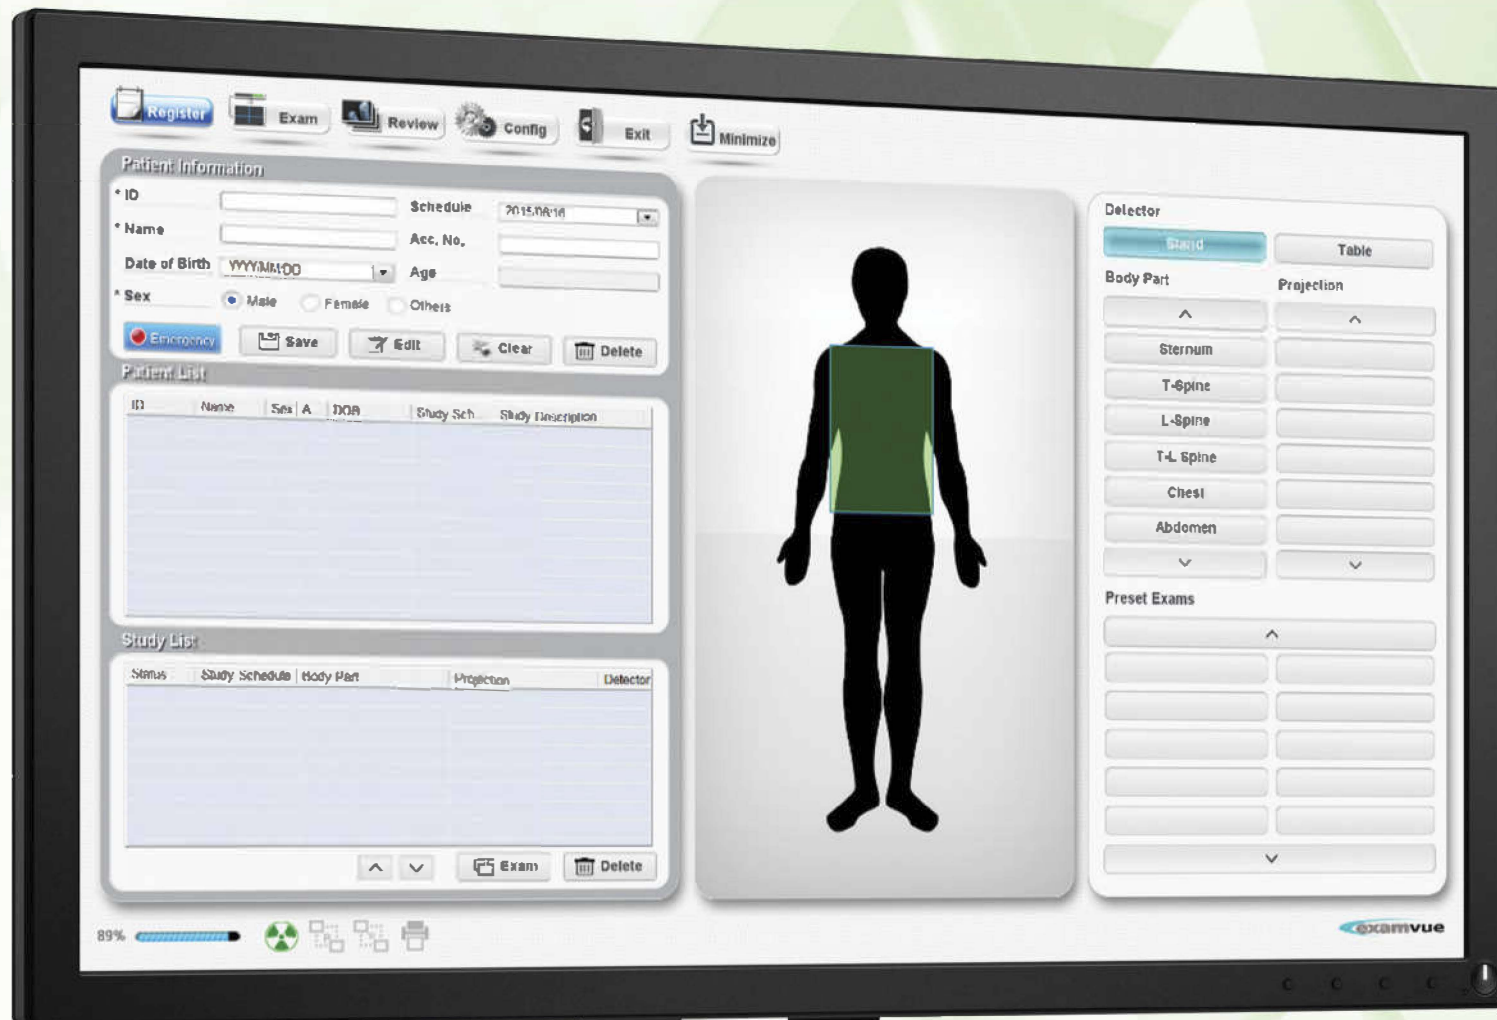 Register Exam Review Config Exit Minimize
Patient Information
* ID Schedule 2015/08/16
* Name Acc. No.
Date of Birth YYYY/MM/DD Age
* Sex Male Female Others
Emergency Save Edit Clear Delete
Patient List
ID Name Sex A DOB Study Sch... Study Description
Study List
Status Study Schedule Body Part Projection Detector
Exam Delete
89%
Detector
Stand Table
Body Part Projection
Sternum
T-Spine
L-Spine
T-L Spine
Chest
Abdomen
Preset Exams
examvue